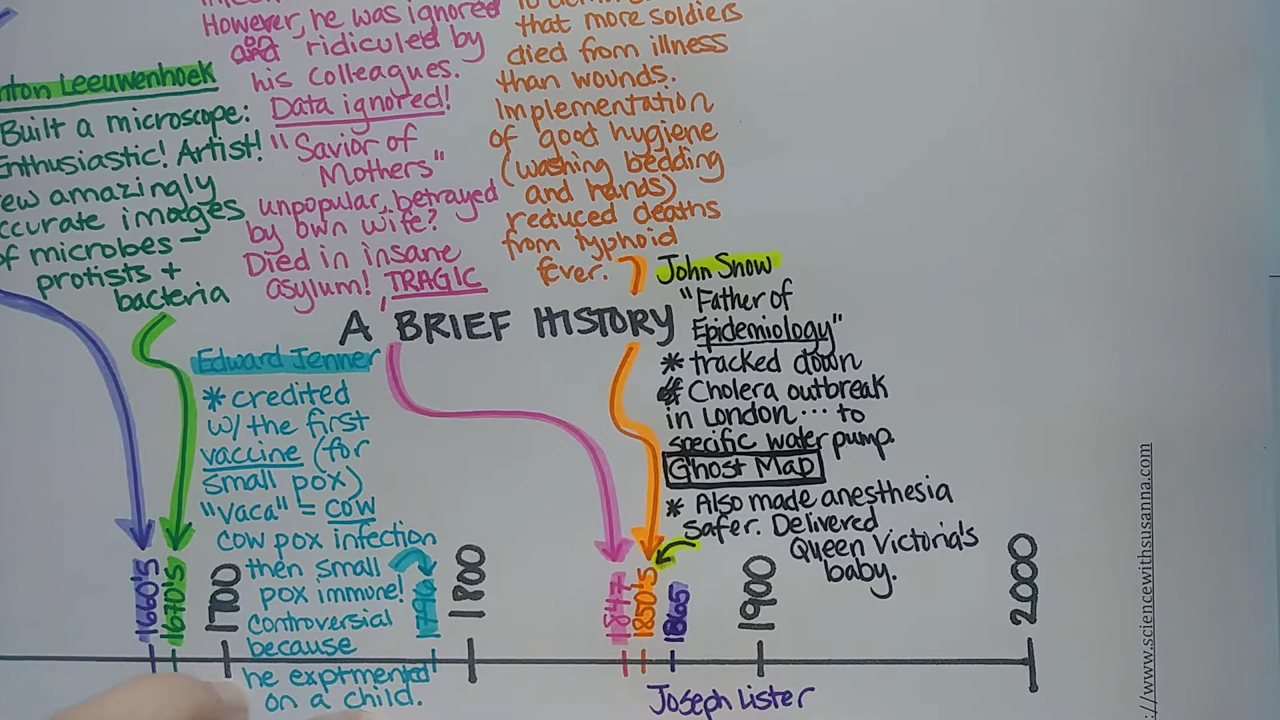 nton Leeuwenhoek
Built a microscope:
Enthusiastic! Artist!
ew amazingly
ccurate images
of microbes –
protists +
bacteria
However, he was ignored
and ridiculed by
his colleagues.
Data ignored!
"Savior of
Mothers"
unpopular, betrayed
by own wife?
Died in insane
asylum! TRAGIC
that more soldiers
died from illness
than wounds.
Implementation
of good hygiene
(washing bedding
and hands)
reduced deaths
from typhoid
fever.
A BRIEF HISTORY
John Snow
"Father of
Epidemiology"
* tracked down
Cholera outbreak
in London... to
specific water pump.
Ghost Map
* Also made anesthesia
safer. Delivered
Queen Victoria's
baby.
Edward Jenner
* credited
w/ the first
vaccine (for
small pox)
"vaca" = cow
cow pox infection
then small
pox immune!
controversial
because
he exptmented
on a child.
1660's
1670's
1700
1796
1800
1847
1850's
1865
1900
2000
Joseph Lister
://www.sciencewithsusanna.com